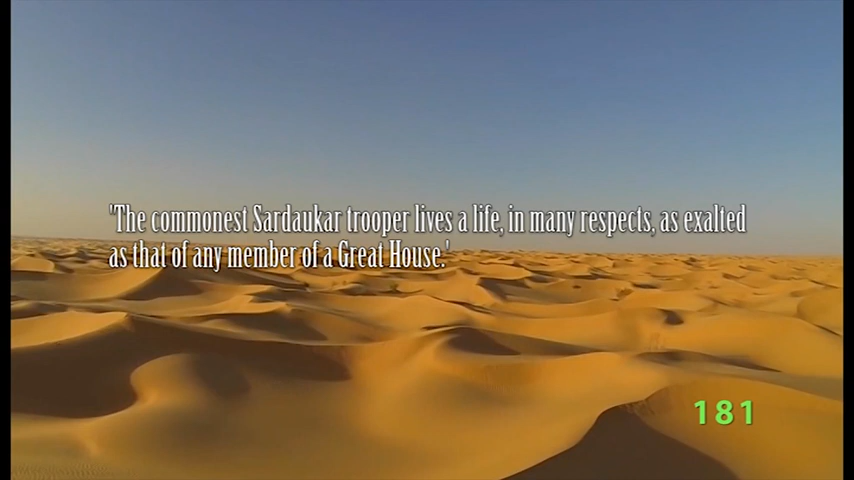 'The commonest Sardaukar trooper lives a life, in many respects, as exalted
as that of any member of a Great House.'
181